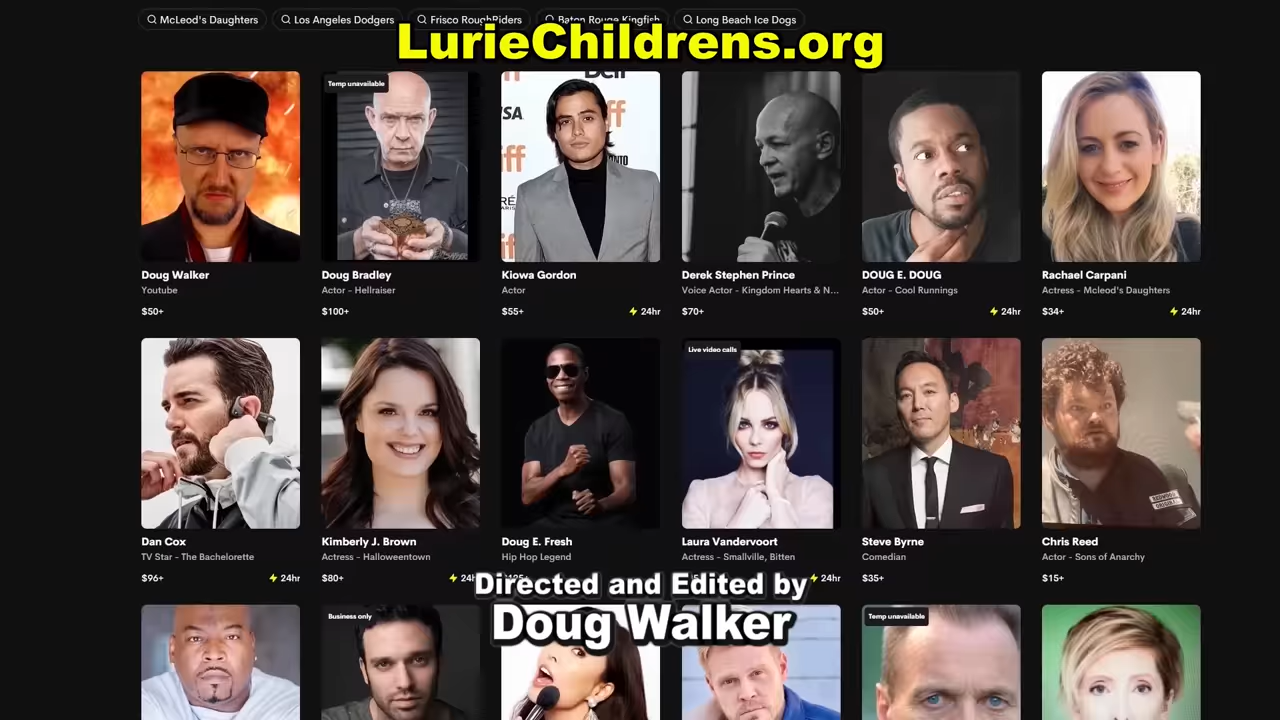 McLeod's Daughters
Los Angeles Dodgers
Frisco RoughRiders
Baton Rouge Kingfish
Long Beach Ice Dogs
LurieChildrens.org
Temp unavailable
Doug Walker
Youtube
$50+
Doug Bradley
Actor - Hellraiser
$100+
Kiowa Gordon
Actor
$55+
24hr
Derek Stephen Prince
Voice Actor - Kingdom Hearts & N...
$70+
DOUG E. DOUG
Actor - Cool Runnings
$50+
24hr
Rachael Carpani
Actress - Mcleod's Daughters
$34+
24hr
Live video calls
Dan Cox
TV Star - The Bachelorette
$96+
24hr
Kimberly J. Brown
Actress - Halloweentown
$80+
Doug E. Fresh
Hip Hop Legend
Laura Vandervoort
Actress - Smallville, Bitten
24hr
Steve Byrne
Comedian
$35+
Chris Reed
Actor - Sons of Anarchy
$15+
Directed and Edited by
Doug Walker
Business only
Temp unavailable